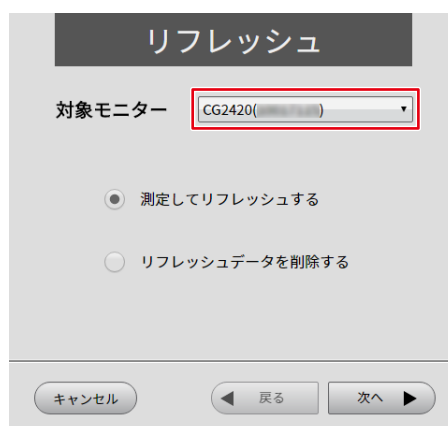 リフレッシュ
対象モニター CG2420( )
測定してリフレッシュする
リフレッシュデータを削除する
キャンセル 戻る 次へ